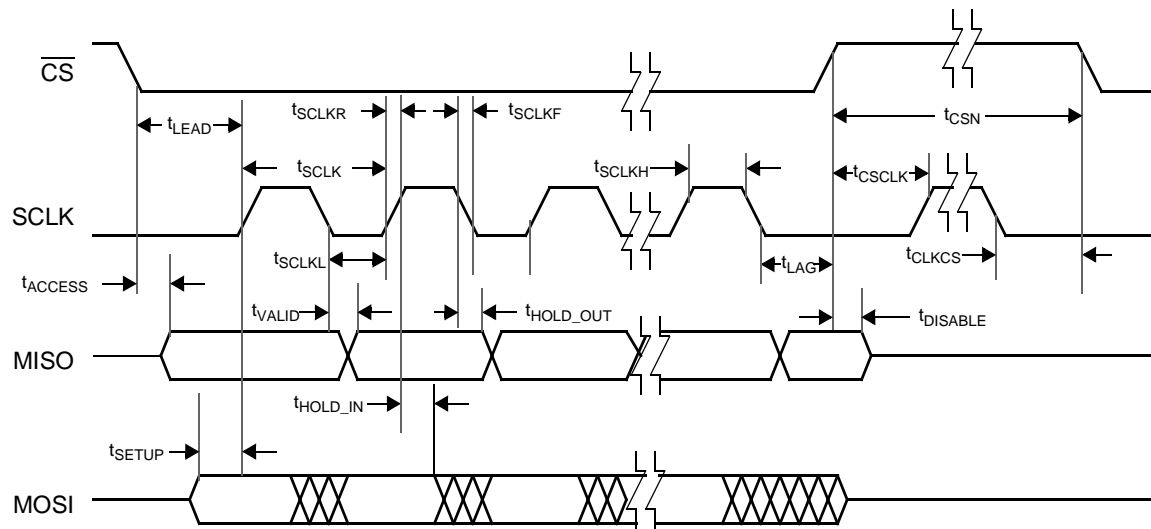 CS
tLEAD
tSCLKR
tSCLKF
tCSN
tSCLK
tSCLKH
tCSCLK
SCLK
tSCLKL
tLAG
tCLKCS
tACCESS
tVALID
tHOLD_OUT
tDISABLE
MISO
tHOLD_IN
tSETUP
MOSI